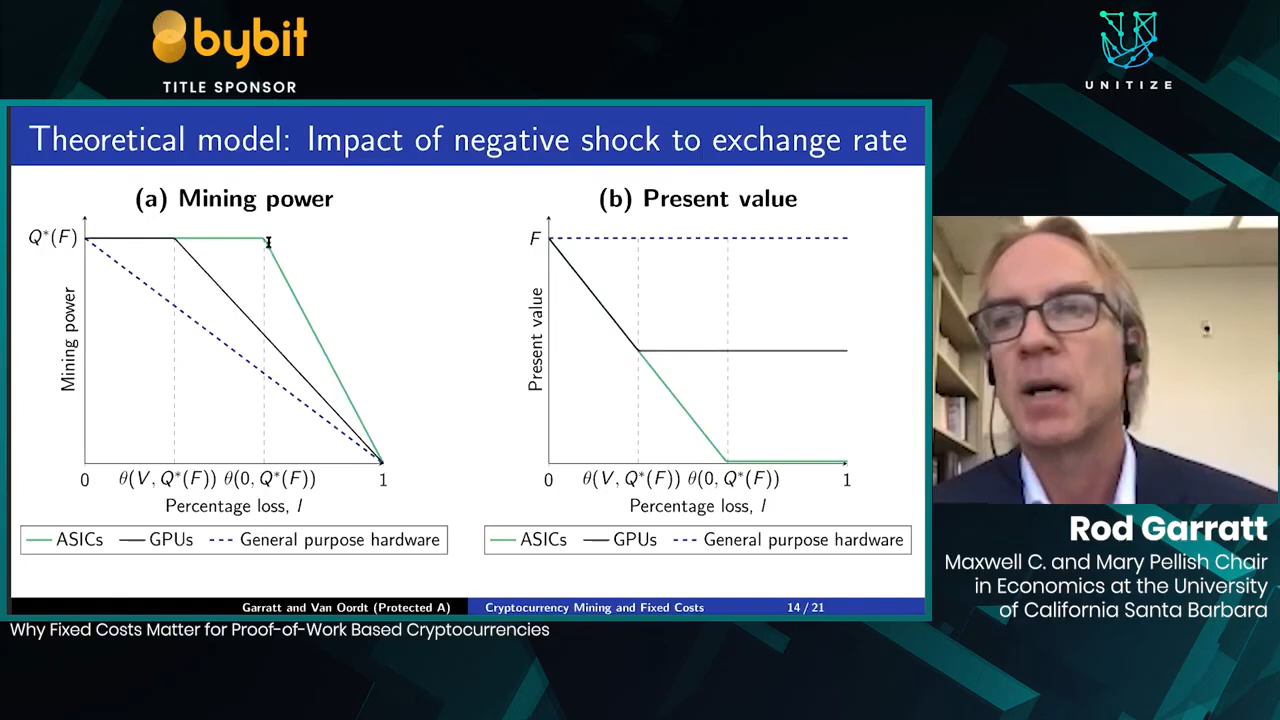 bybit
TITLE SPONSOR
UNITIZE
Theoretical model: Impact of negative shock to exchange rate
(a) Mining power
Q*(F)
Mining power
0
θ(V, Q*(F))
θ(0, Q*(F))
1
Percentage loss, l
ASICs
GPUs
General purpose hardware
(b) Present value
F
Present value
0
θ(V, Q*(F))
θ(0, Q*(F))
1
Percentage loss, l
ASICs
GPUs
General purpose hardware
Garratt and Van Oordt (Protected A)
Cryptocurrency Mining and Fixed Costs
14 / 21
Why Fixed Costs Matter for Proof-of-Work Based Cryptocurrencies
Rod Garratt
Maxwell C. and Mary Pellish Chair
in Economics at the University
of California Santa Barbara